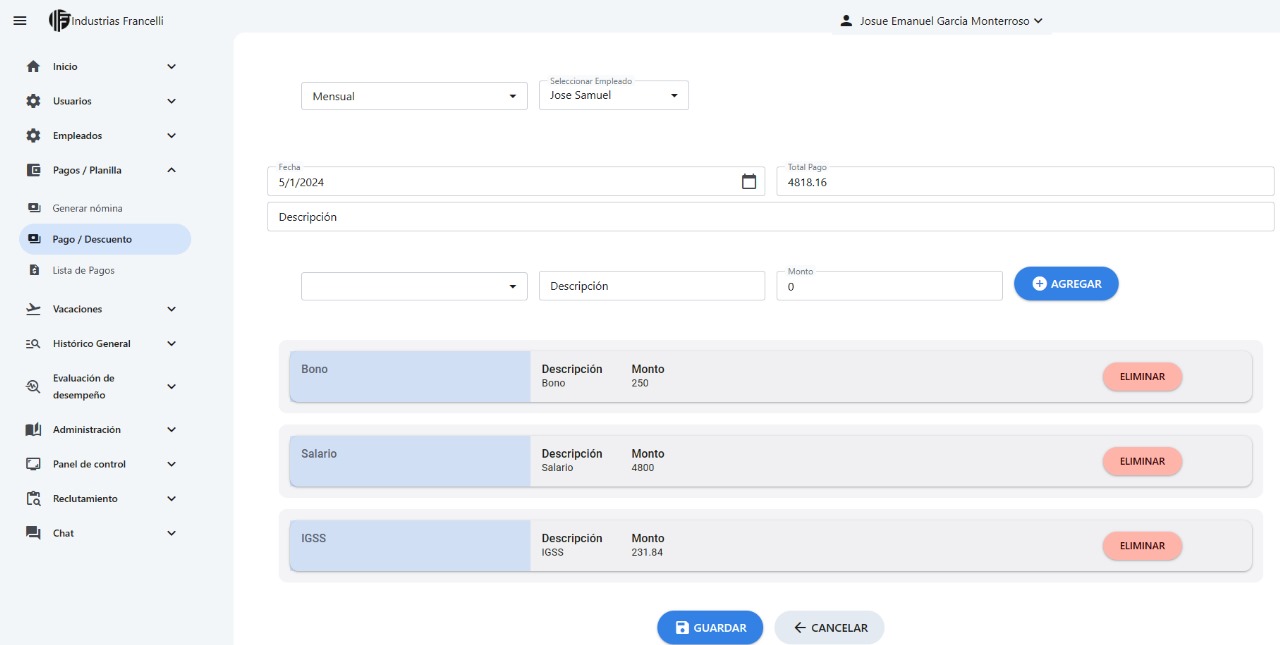 Industrias Francelli
Josue Emanuel Garcia Monterroso
Inicio
Usuarios
Empleados
Pagos / Planilla
Generar nómina
Pago / Descuento
Lista de Pagos
Vacaciones
Histórico General
Evaluación de
desempeño
Administración
Panel de control
Reclutamiento
Chat
Mensual
Seleccionar Empleado
Jose Samuel
Fecha
5/1/2024
Total Pago
4818.16
Descripción
Descripción
Monto
0
AGREGAR
Bono
Descripción Monto
Bono 250
ELIMINAR
Salario
Descripción Monto
Salario 4800
ELIMINAR
IGSS
Descripción Monto
IGSS 231.84
ELIMINAR
GUARDAR
CANCELAR